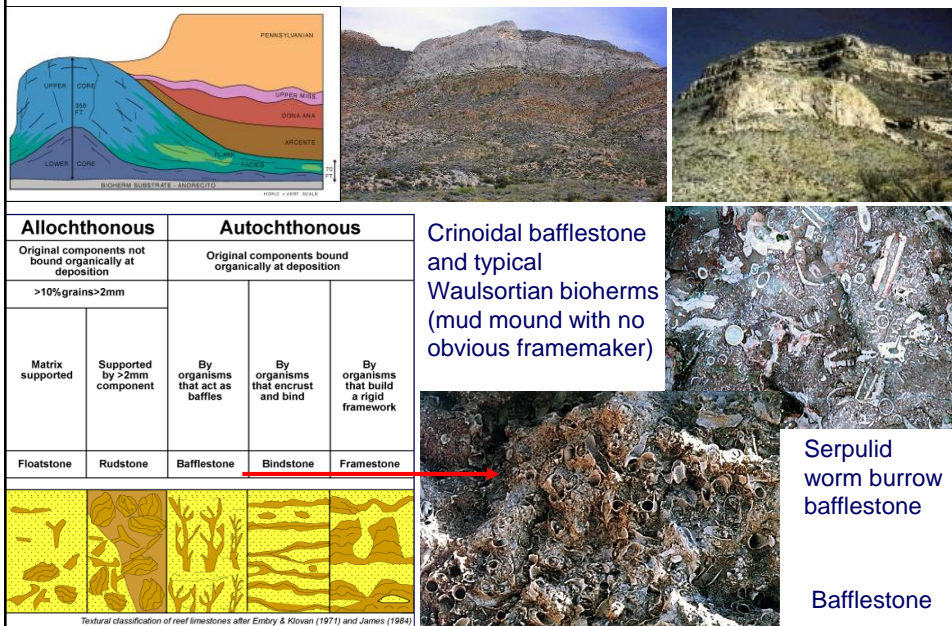 PENNSYLVANIAN
UPPER CORE
350
FT
UPPER MISS
DONA ANA
ARCENTE
FLANK
FACIES
LOWER CORE
70
FT
BIOHERM SUBSTRATE - ANDRECITO
HORIZ = VERT SCALE
Allochthonous
Autochthonous
Original components not
bound organically at
deposition
Original components bound
organically at deposition
>10%grains>2mm
Matrix
supported
Supported
by >2mm
component
By
organisms
that act as
baffles
By
organisms
that encrust
and bind
By
organisms
that build
a rigid
framework
Floatstone
Rudstone
Bafflestone
Bindstone
Framestone
Textural classification of reef limestones after Embry & Klovan (1971) and James (1984)
Crinoidal bafflestone
and typical
Waulsortian bioherms
(mud mound with no
obvious framemaker)
Serpulid
worm burrow
bafflestone
Bafflestone